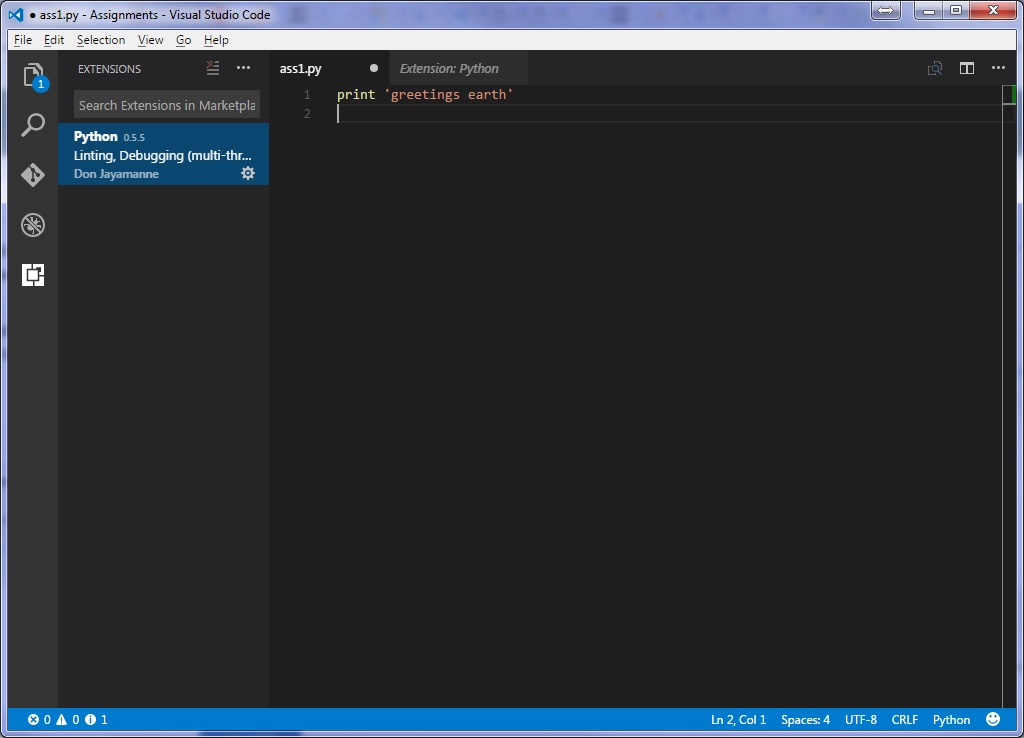 ● ass1.py - Assignments - Visual Studio Code
File Edit Selection View Go Help
1
EXTENSIONS
Search Extensions in Marketpla
Python 0.5.5
Linting, Debugging (multi-thr...
Don Jayamanne
ass1.py ● Extension: Python
1 print 'greetings earth'
2
0 0 1
Ln 2, Col 1 Spaces: 4 UTF-8 CRLF Python